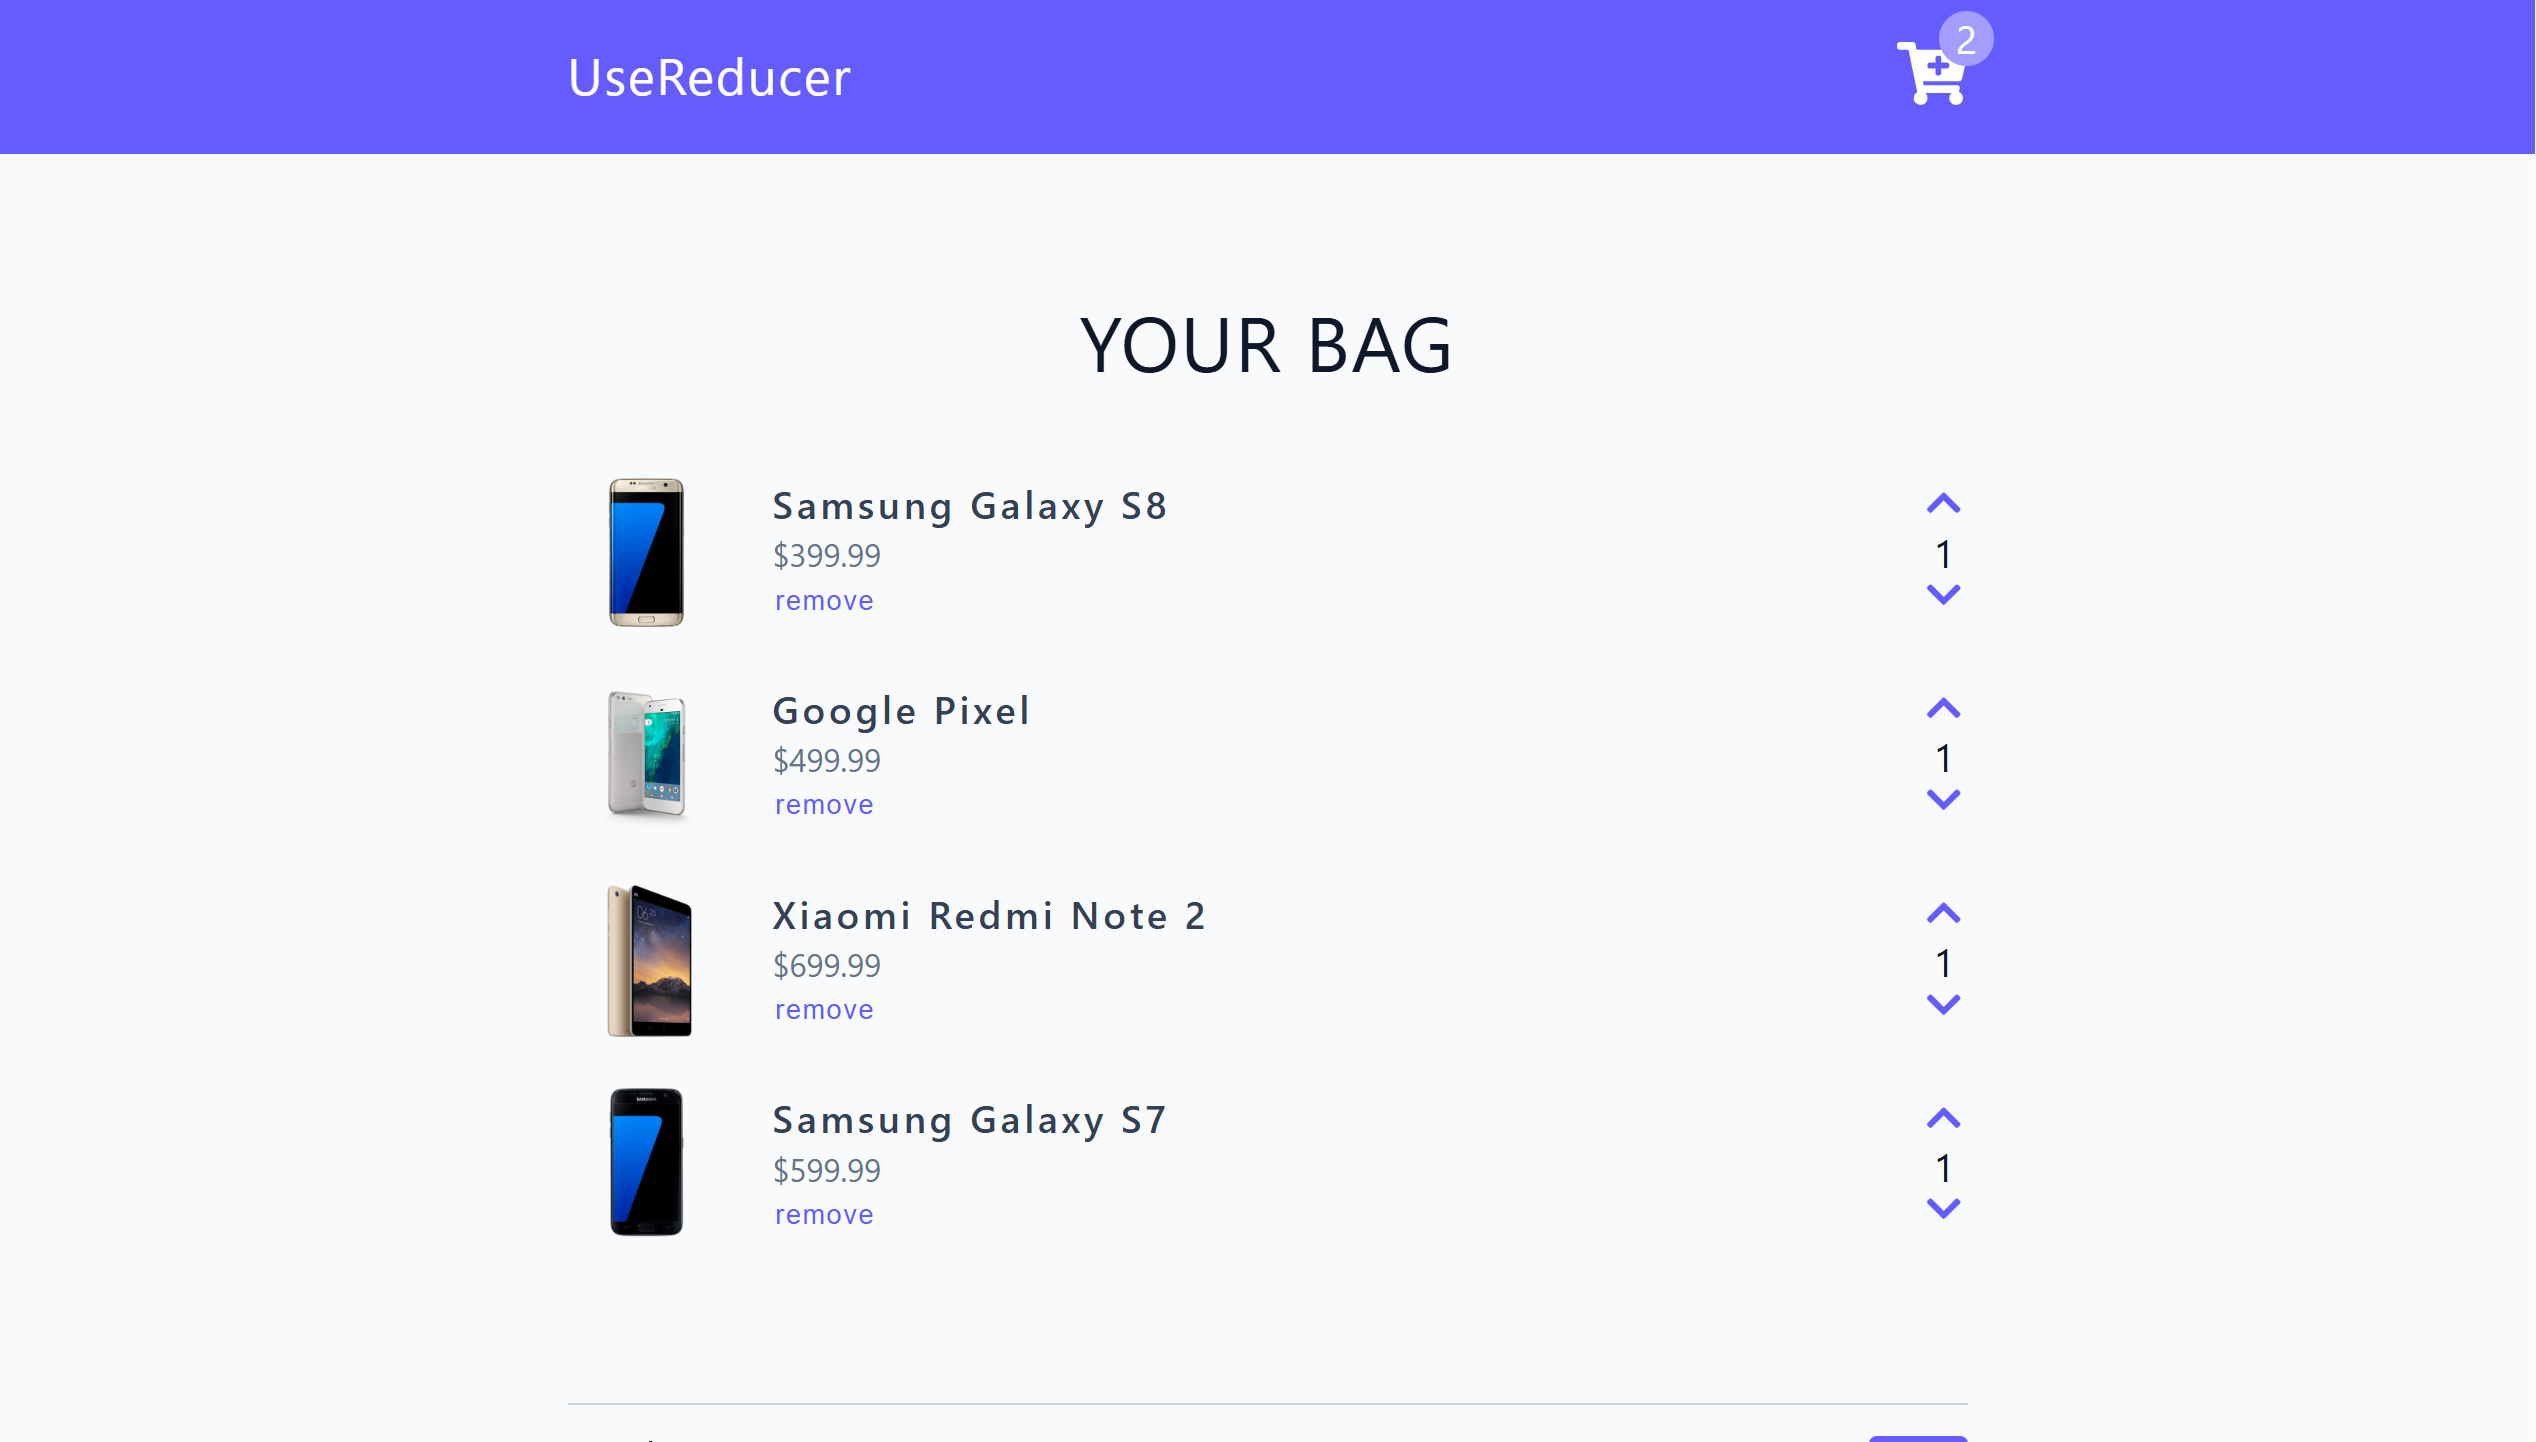 UseReducer
2
YOUR BAG
Samsung Galaxy S8
$399.99
remove
1
Google Pixel
$499.99
remove
1
Xiaomi Redmi Note 2
$699.99
remove
1
Samsung Galaxy S7
$599.99
remove
1